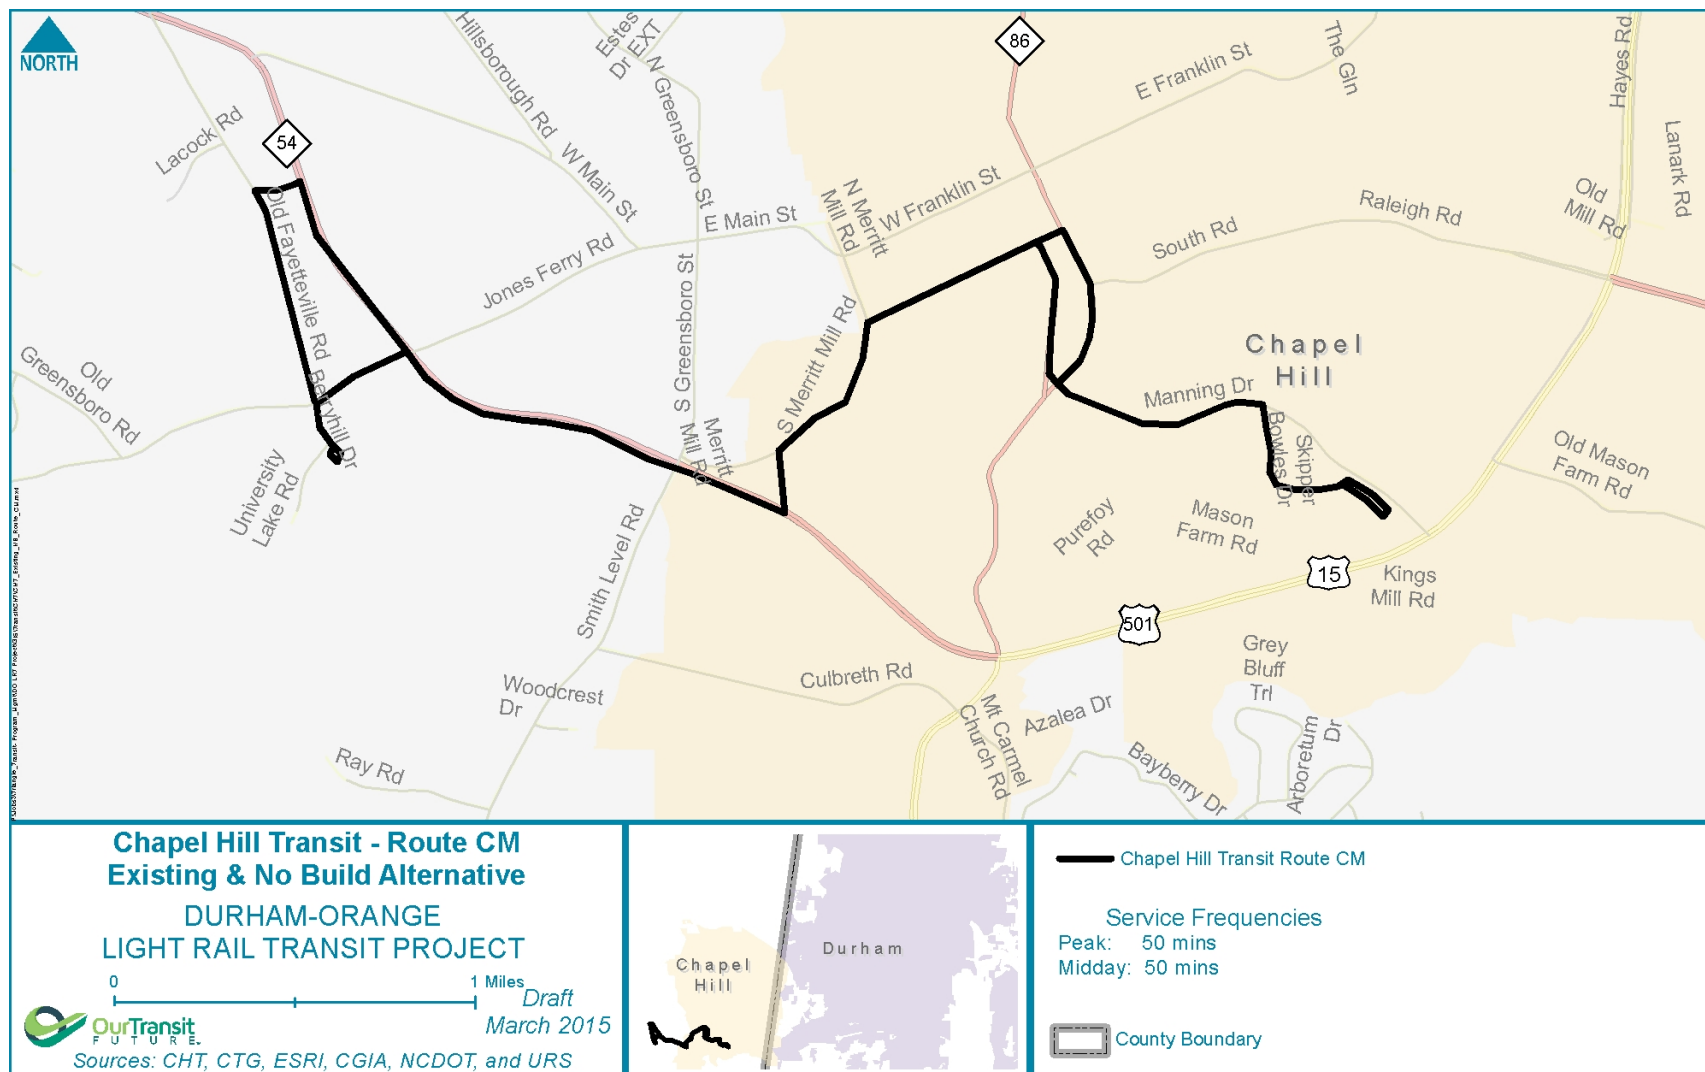 NORTH
Hillsborough Rd
Estes
Dr EXT
86
The Gln
Hayes Rd
E Franklin St
N Greensboro St
Lacock Rd
54
Lanark Rd
W Main St
N Merritt
Mill Rd
W Franklin St
Old
Mill Rd
Raleigh Rd
E Main St
South Rd
Old Fayetteville Rd
Jones Ferry Rd
S Greensboro St
S Merritt Mill Rd
Chapel
Hill
Old
Greensboro Rd
Berryhill Dr
Manning Dr
Merritt
Mill Rd
Bowles Dr
Skipper
Old Mason
Farm Rd
University
Lake Rd
Purefoy
Rd
Mason
Farm Rd
Smith Level Rd
15
Kings
Mill Rd
501
Grey
Bluff
Trl
Culbreth Rd
Woodcrest
Dr
Mt Carmel
Church Rd
Azalea Dr
Arboretum
Dr
Bayberry Dr
Ray Rd
Chapel Hill Transit - Route CM
Existing & No Build Alternative
DURHAM-ORANGE
LIGHT RAIL TRANSIT PROJECT
0 1 Miles
Draft
March 2015
OurTransit
FUTURE
Sources: CHT, CTG, ESRI, CGIA, NCDOT, and URS
Durham
Chapel
Hill
Chapel Hill Transit Route CM
Service Frequencies
Peak: 50 mins
Midday: 50 mins
County Boundary